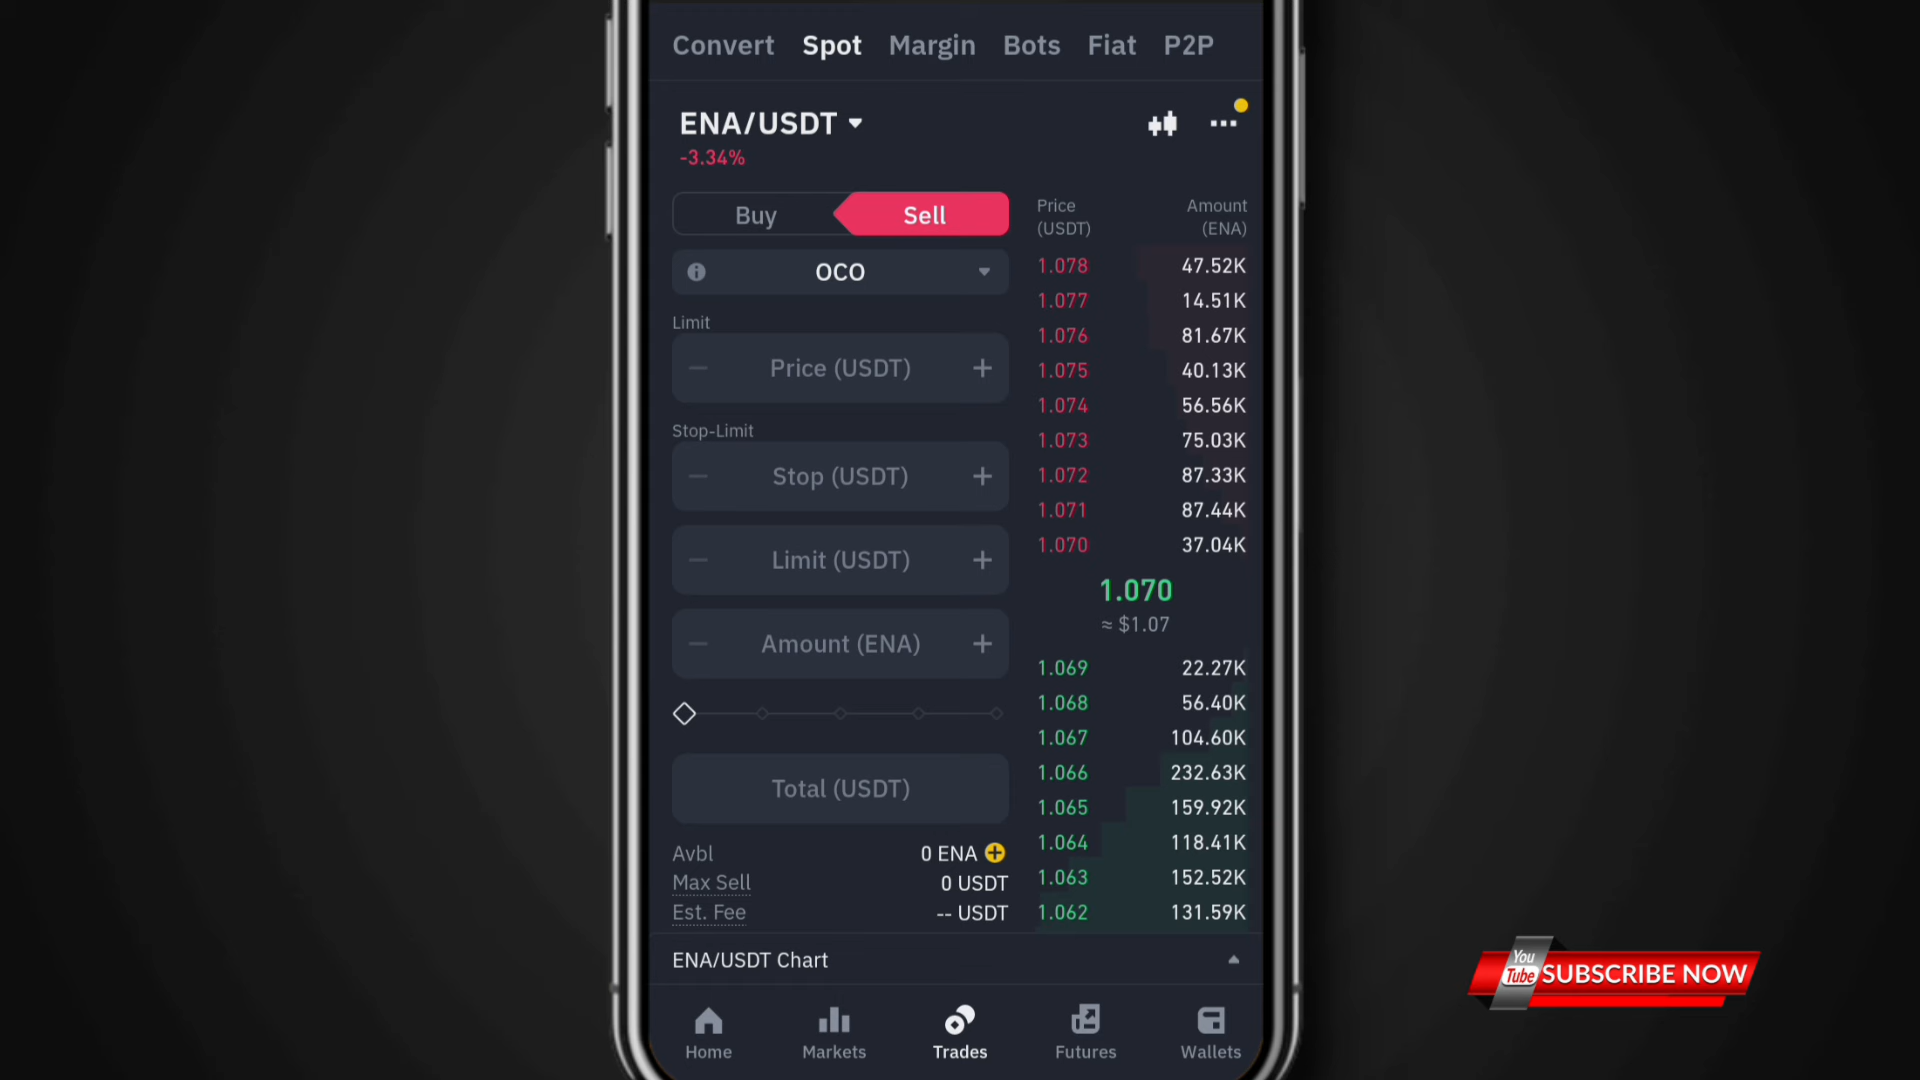 Convert Spot Margin Bots Fiat P2P
ENA/USDT
-3.34%
Buy Sell
OCO
Limit
Price (USDT)
Stop-Limit
Stop (USDT)
Limit (USDT)
Amount (ENA)
Total (USDT)
Avbl 0 ENA
Max Sell 0 USDT
Est. Fee -- USDT
Price Amount
(USDT) (ENA)
1.078 47.52K
1.077 14.51K
1.076 81.67K
1.075 40.13K
1.074 56.56K
1.073 75.03K
1.072 87.33K
1.071 87.44K
1.070 37.04K
1.070
≈ $1.07
1.069 22.27K
1.068 56.40K
1.067 104.60K
1.066 232.63K
1.065 159.92K
1.064 118.41K
1.063 152.52K
1.062 131.59K
ENA/USDT Chart
Home Markets Trades Futures Wallets
You
Tube SUBSCRIBE NOW